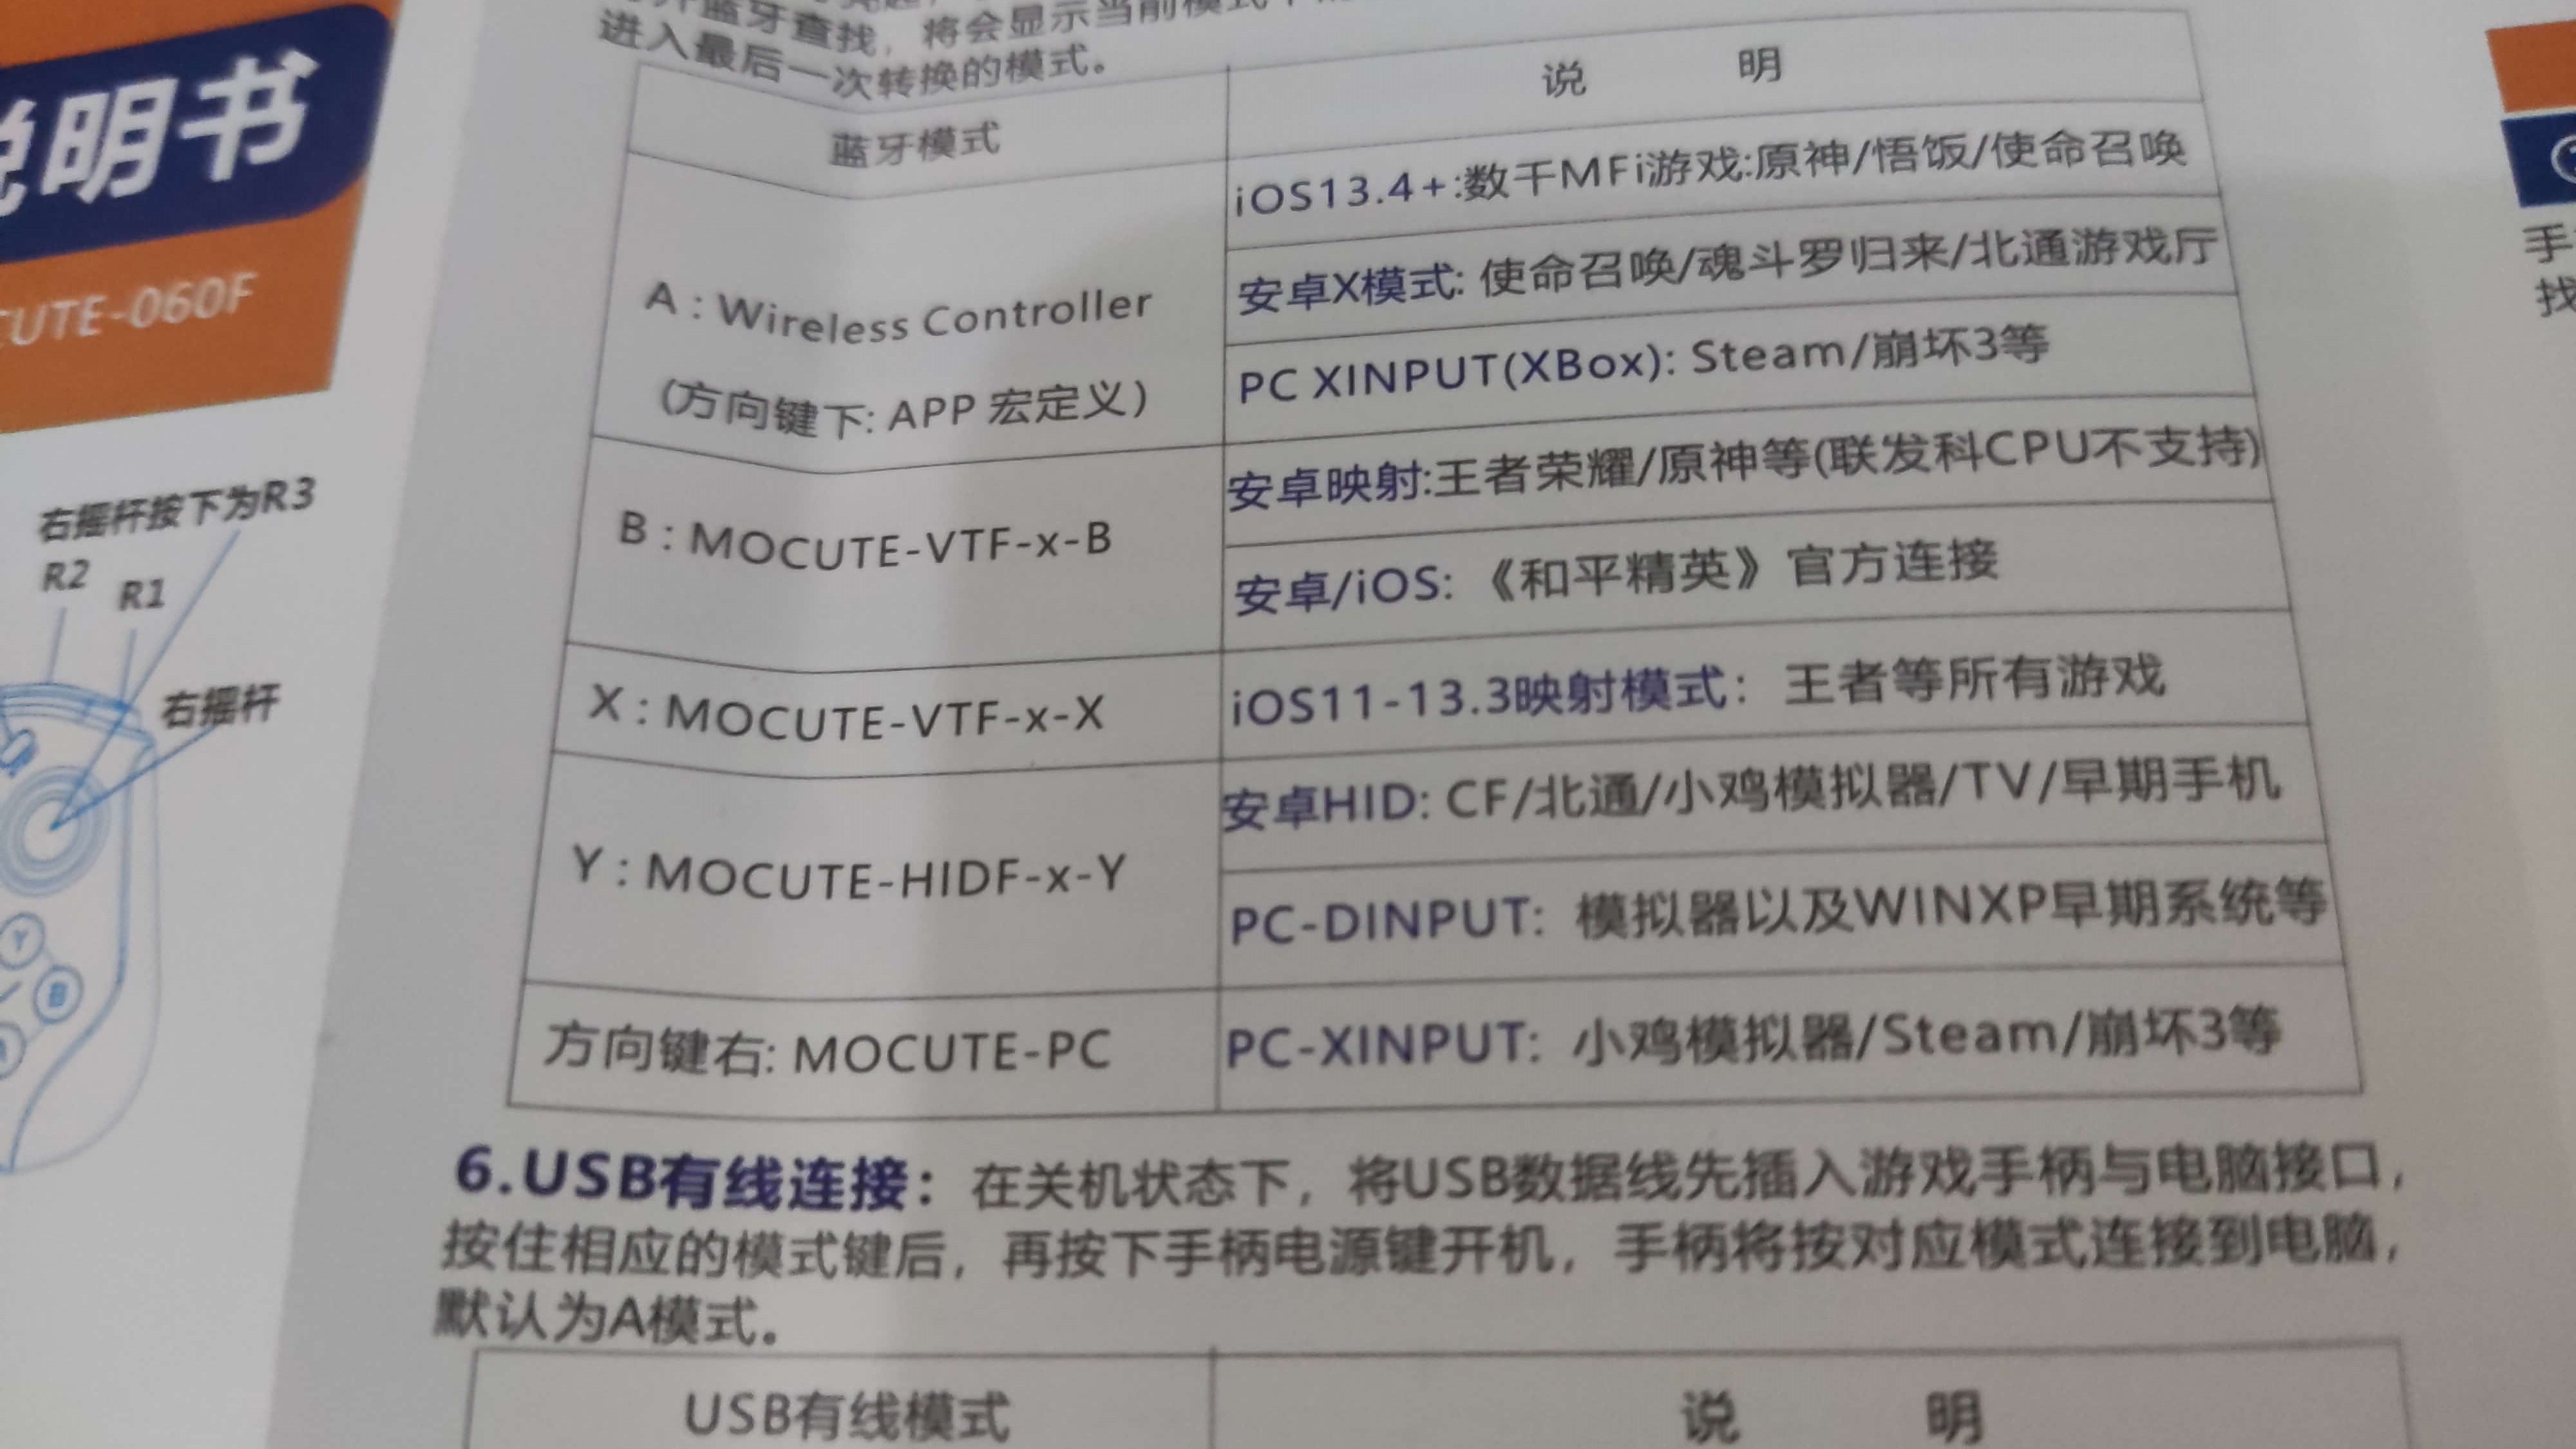 说明书
CUTE-060F
右摇杆按下为R3
R2
R1
右摇杆
Y
B
蓝牙查找，将会显示当前模式
进入最后一次转换的模式。
蓝牙模式
说 明
A : Wireless Controller
(方向键下: APP 宏定义)
iOS13.4+:数千MFi游戏:原神/悟饭/使命召唤
安卓X模式: 使命召唤/魂斗罗归来/北通游戏厅
PC XINPUT(XBox): Steam/崩坏3等
B : MOCUTE-VTF-x-B
安卓映射:王者荣耀/原神等(联发科CPU不支持)
安卓/iOS: 《和平精英》官方连接
X : MOCUTE-VTF-x-X
iOS11-13.3映射模式： 王者等所有游戏
Y : MOCUTE-HIDF-x-Y
安卓HID: CF/北通/小鸡模拟器/TV/早期手机
PC-DINPUT: 模拟器以及WINXP早期系统等
方向键右: MOCUTE-PC
PC-XINPUT: 小鸡模拟器/Steam/崩坏3等
6.USB有线连接：在关机状态下，将USB数据线先插入游戏手柄与电脑接口，
按住相应的模式键后，再按下手柄电源键开机，手柄将按对应模式连接到电脑，
默认为A模式。
USB有线模式
说 明
手
找